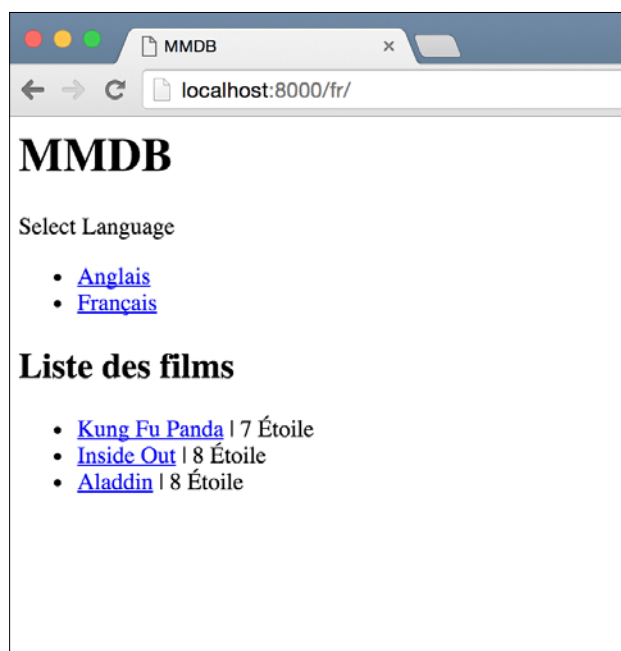 MMDB
localhost:8000/fr/
MMDB
Select Language
Anglais
Français
Liste des films
Kung Fu Panda | 7 Étoile
Inside Out | 8 Étoile
Aladdin | 8 Étoile